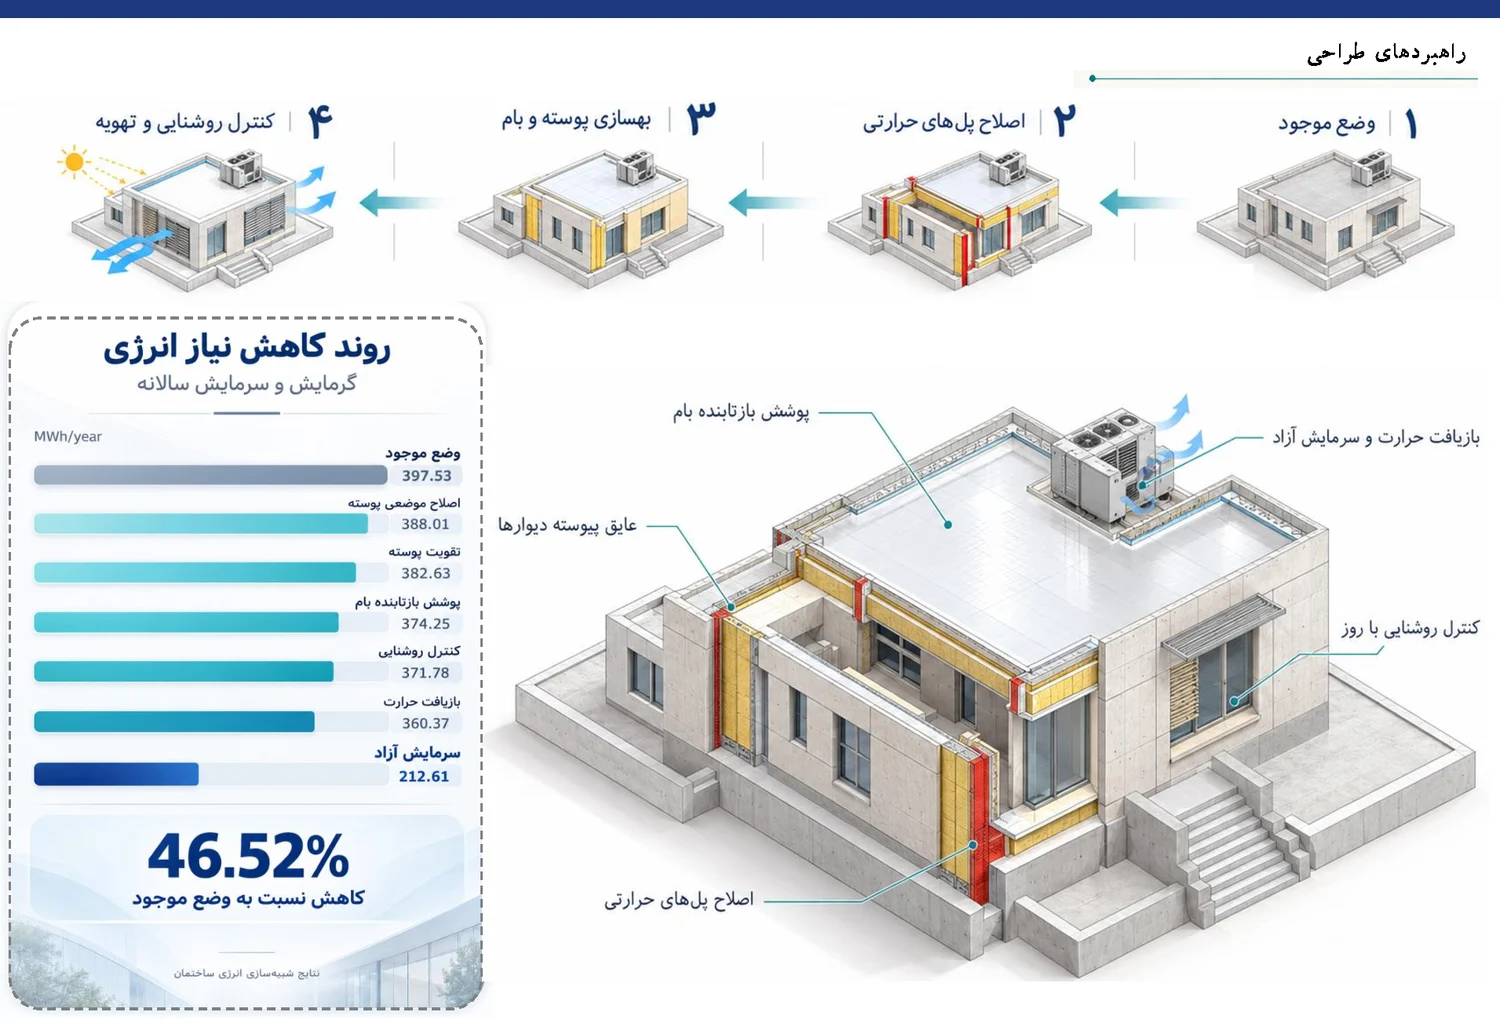 راهبردهای طراحی
۱ | وضع موجود
۲ | اصلاح پل‌های حرارتی
۳ | بهسازی پوسته و بام
۴ | کنترل روشنایی و تهویه
روند کاهش نیاز انرژی
گرمایش و سرمایش سالانه
MWh/year
وضع موجود
397.53
اصلاح موضعی پوسته
388.01
تقویت پوسته
382.63
پوشش بازتابنده بام
374.25
کنترل روشنایی
371.78
بازیافت حرارت
360.37
سرمایش آزاد
212.61
46.52%
کاهش نسبت به وضع موجود
نتایج شبیه‌سازی انرژی ساختمان
پوشش بازتابنده بام
بازیافت حرارت و سرمایش آزاد
عایق پیوسته دیوارها
کنترل روشنایی با روز
اصلاح پل‌های حرارتی